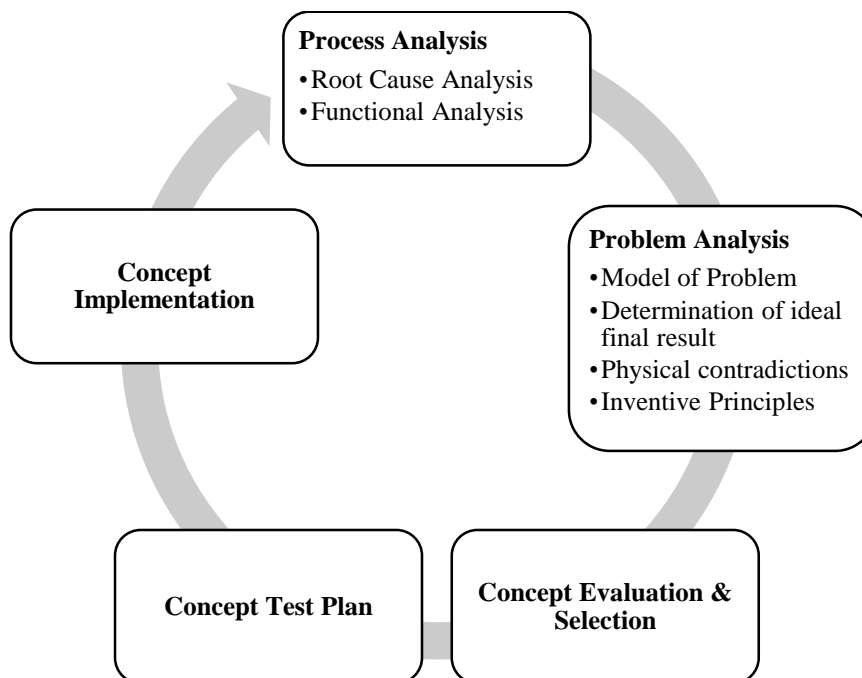 Process Analysis
•Root Cause Analysis
•Functional Analysis
Problem Analysis
•Model of Problem
•Determination of ideal
final result
•Physical contradictions
•Inventive Principles
Concept Evaluation &
Selection
Concept Test Plan
Concept
Implementation